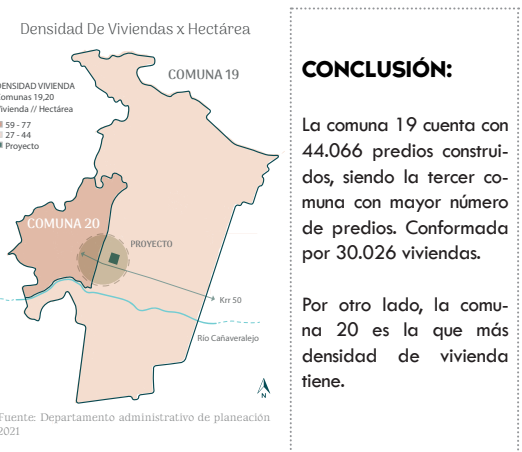 Densidad De Viviendas x Hectárea
COMUNA 19
DENSIDAD VIVIENDA
Comunas 19,20
Vivienda // Hectárea
59 - 77
27 - 44
Proyecto
COMUNA 20
PROYECTO
Krr 50
Río Cañaveralejo
N
Fuente: Departamento administrativo de planeación
2021
CONCLUSIÓN:
La comuna 19 cuenta con
44.066 predios construi-
dos, siendo la tercer co-
muna con mayor número
de predios. Conformada
por 30.026 viviendas.
Por otro lado, la comu-
na 20 es la que más
densidad de vivienda
tiene.